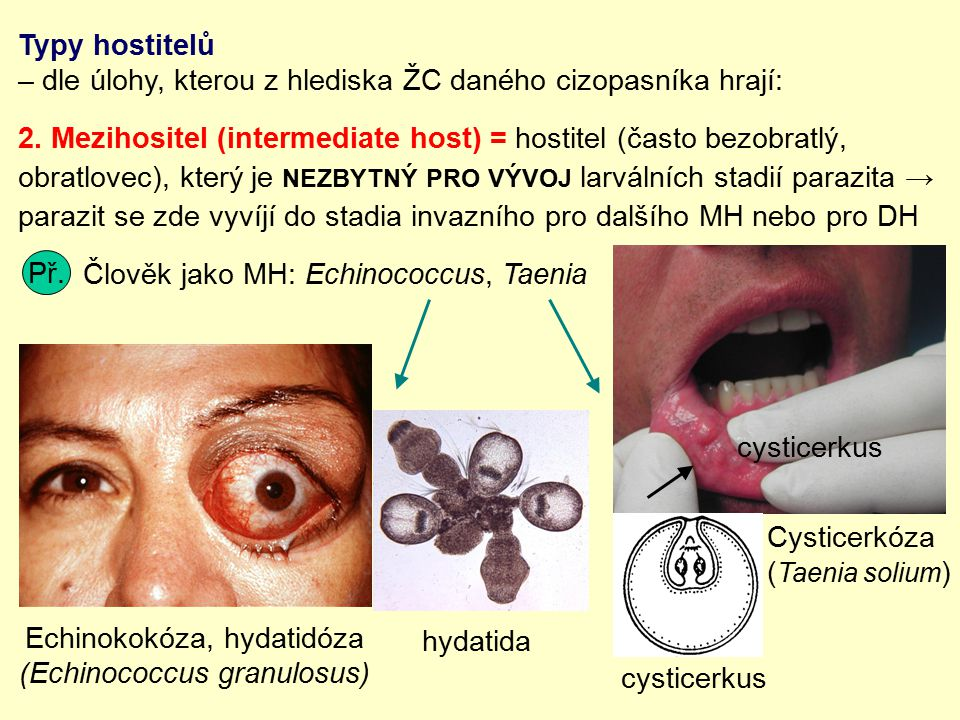 Typy hostitelů
– dle úlohy, kterou z hlediska ŽC daného cizopasníka hrají:
2. Mezihositel (intermediate host) = hostitel (často bezobratlý,
obratlovec), který je NEZBYTNÝ PRO VÝVOJ larválních stadií parazita →
parazit se zde vyvíjí do stadia invazního pro dalšího MH nebo pro DH
Př. Člověk jako MH: Echinococcus, Taenia
cysticerkus
Cysticerkóza
(Taenia solium)
Echinokokóza, hydatidóza
(Echinococcus granulosus)
hydatida
cysticerkus